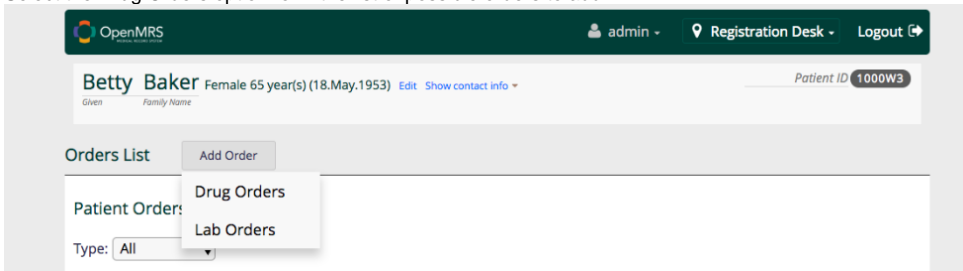 OpenMRS
admin
Registration Desk
Logout
Betty Baker Female 65 year(s) (18.May.1953) Edit Show contact info
Given Family Name
Patient ID 1000W3
Orders List
Add Order
Drug Orders
Lab Orders
Patient Orders
Type: All